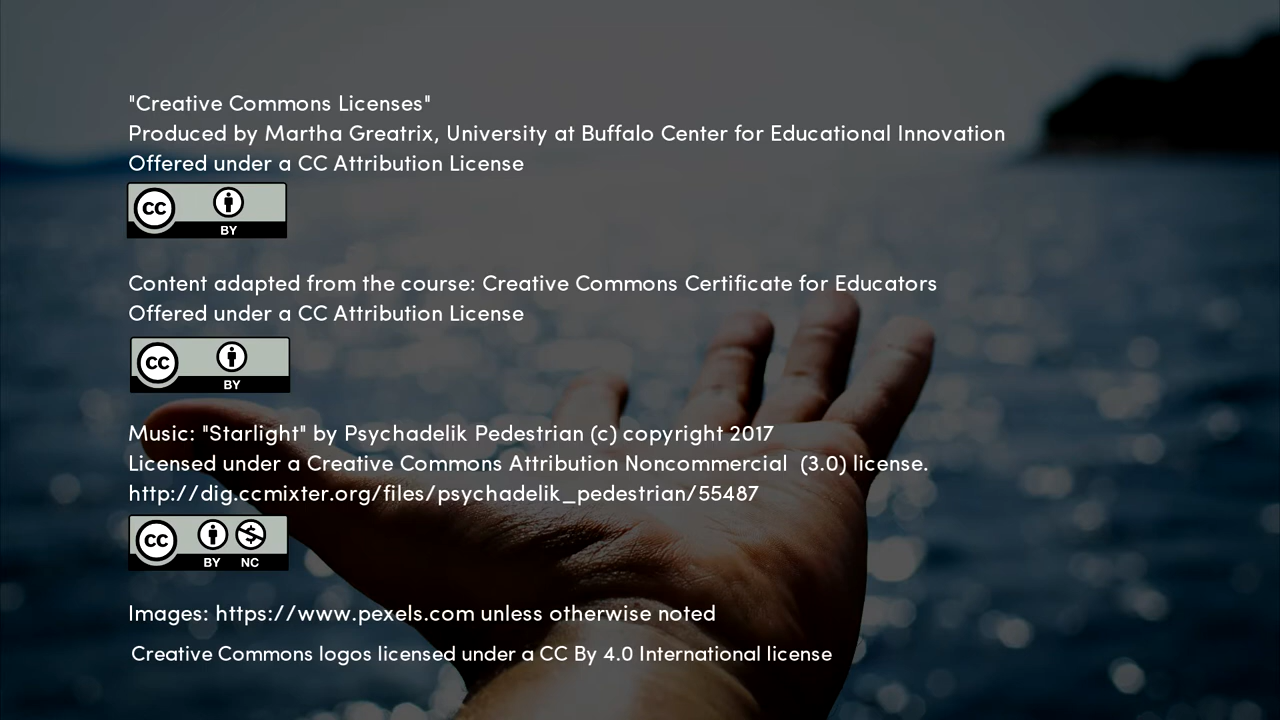 "Creative Commons Licenses"
Produced by Martha Greatrix, University at Buffalo Center for Educational Innovation
Offered under a CC Attribution License
cc
BY
Content adapted from the course: Creative Commons Certificate for Educators
Offered under a CC Attribution License
cc
BY
Music: "Starlight" by Psychadelik Pedestrian (c) copyright 2017
Licensed under a Creative Commons Attribution Noncommercial  (3.0) license.
http://dig.ccmixter.org/files/psychadelik_pedestrian/55487
cc $
BY NC
Images: https://www.pexels.com unless otherwise noted
Creative Commons logos licensed under a CC By 4.0 International license